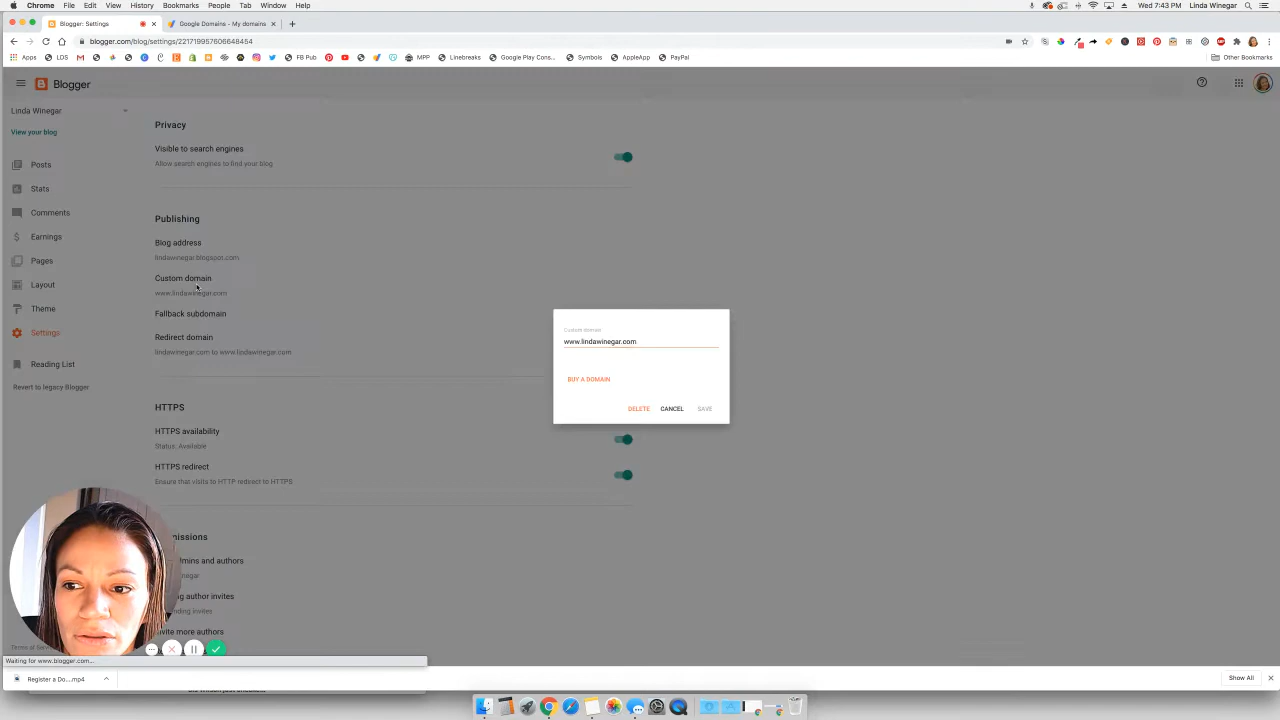 Chrome File Edit View History Bookmarks People Tab Window Help
Wed 7:43 PM Linda Winegar
Blogger: Settings
Google Domains - My domains
blogger.com/blog/settings/221719957606648454
Apps LDS FB Pub MPP Linebreaks Google Play Cons... Symbols AppleApp PayPal Other Bookmarks
Blogger
Linda Winegar
View your blog
Posts
Stats
Comments
Earnings
Pages
Layout
Theme
Settings
Reading List
Revert to legacy Blogger
Privacy
Visible to search engines
Allow search engines to find your blog
Publishing
Blog address
lindawinegar.blogspot.com
Custom domain
www.lindawinegar.com
Fallback subdomain
Redirect domain
lindawinegar.com to www.lindawinegar.com
HTTPS
HTTPS availability
Status: Available
HTTPS redirect
Ensure that visits to HTTP redirect to HTTPS
Custom domain
www.lindawinegar.com
BUY A DOMAIN
DELETE CANCEL SAVE
Terms of
Waiting for www.blogger.com...
Register a Do....mp4
Show All